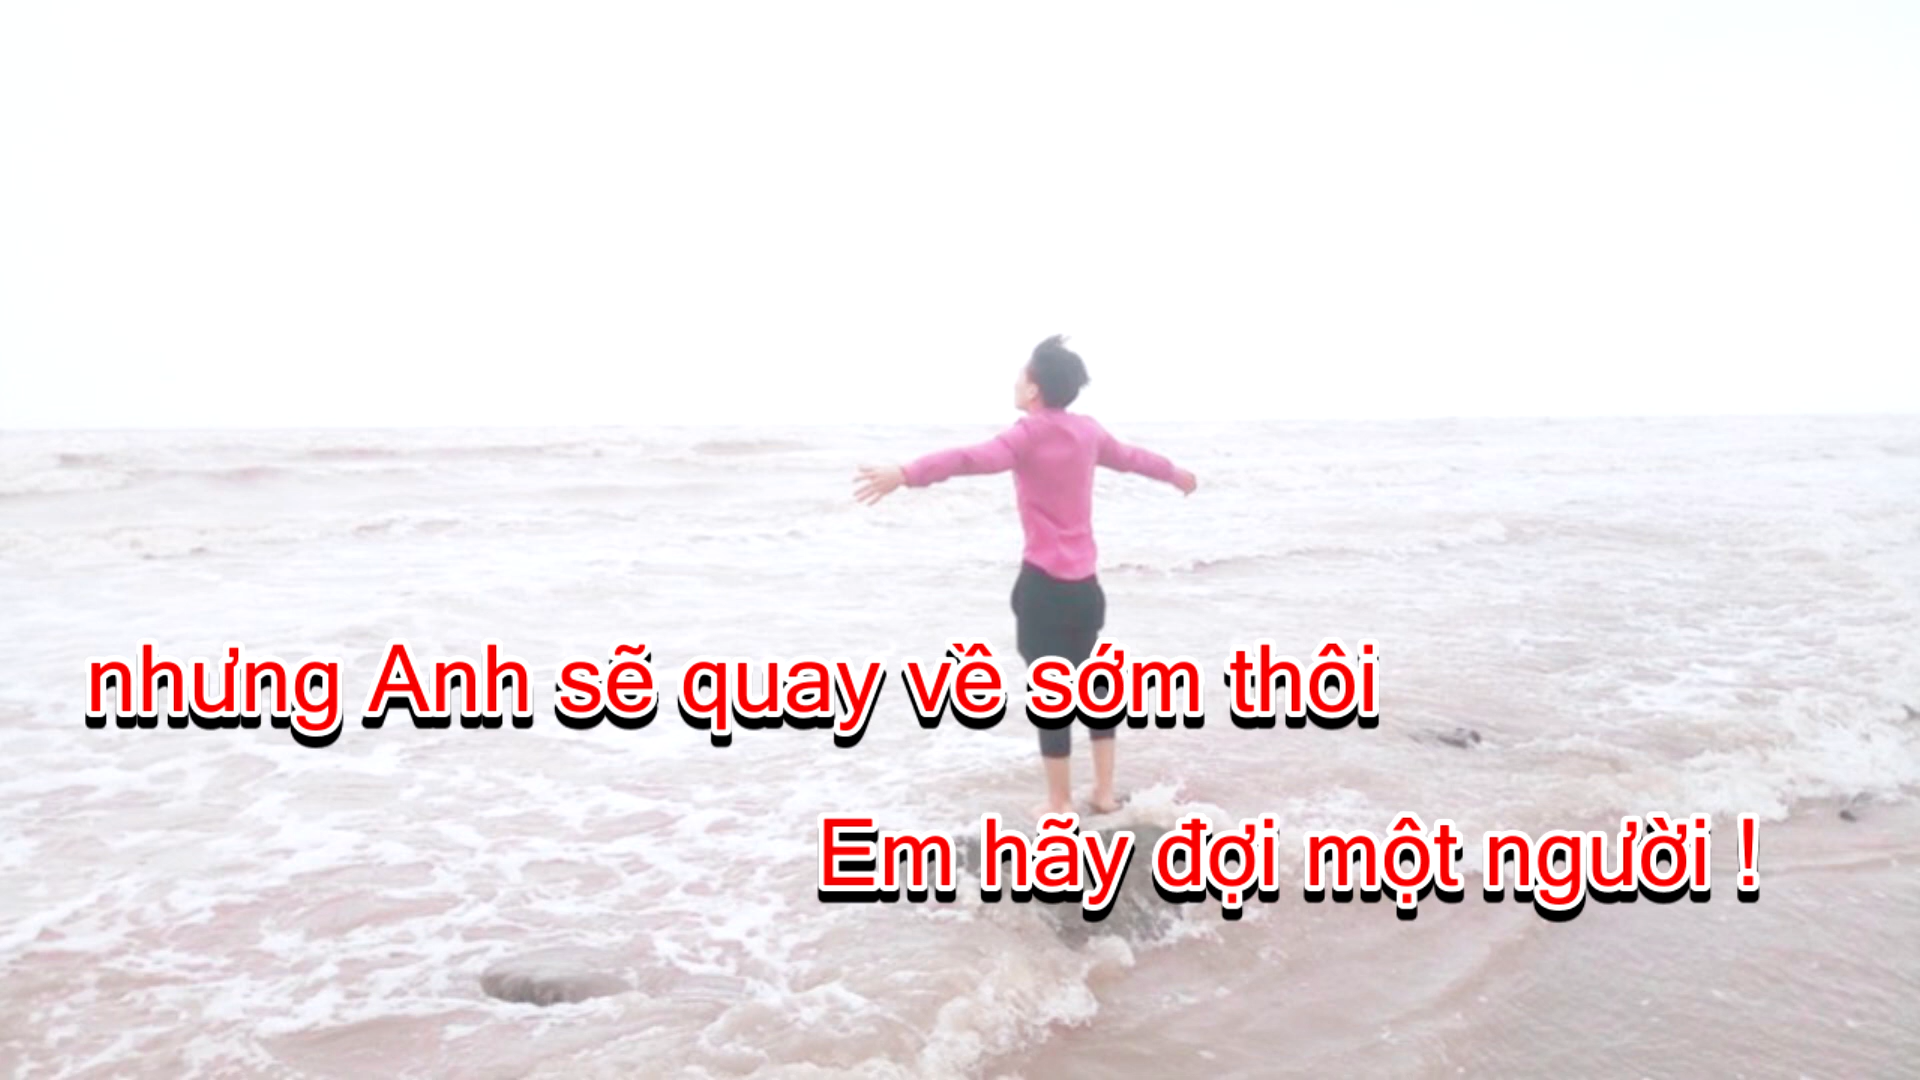 nhưng Anh sẽ quay về sớm thôi
Em hãy đợi một người !